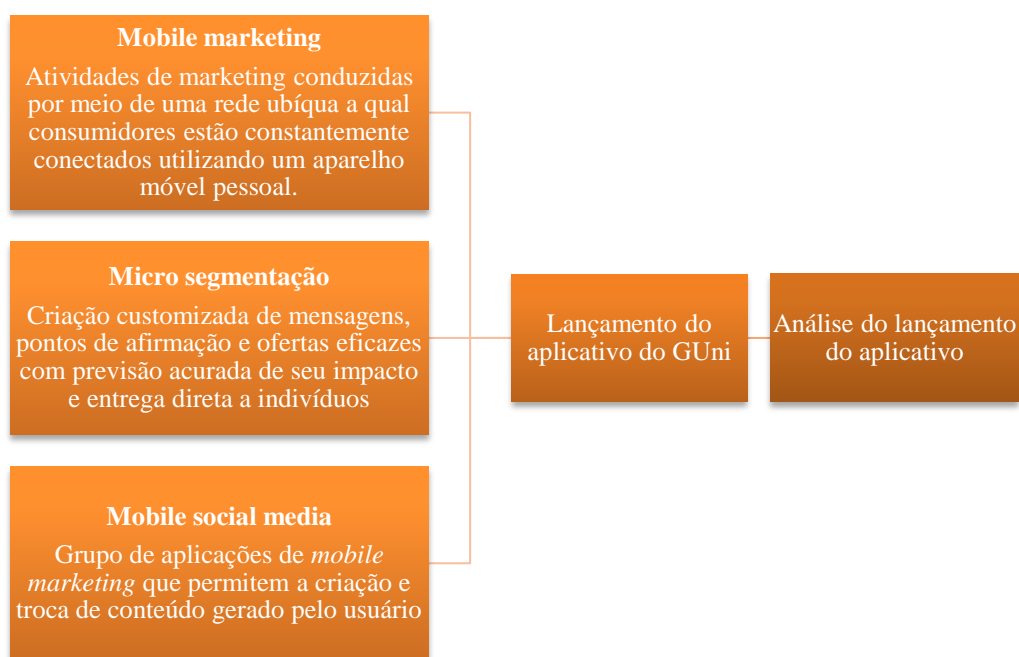 Mobile marketing
Atividades de marketing conduzidas
por meio de uma rede ubíqua a qual
consumidores estão constantemente
conectados utilizando um aparelho
móvel pessoal.
Micro segmentação
Criação customizada de mensagens,
pontos de afirmação e ofertas eficazes
com previsão acurada de seu impacto
e entrega direta a indivíduos
Mobile social media
Grupo de aplicações de mobile
marketing que permitem a criação e
troca de conteúdo gerado pelo usuário
Lançamento do
aplicativo do GUni
Análise do lançamento
do aplicativo